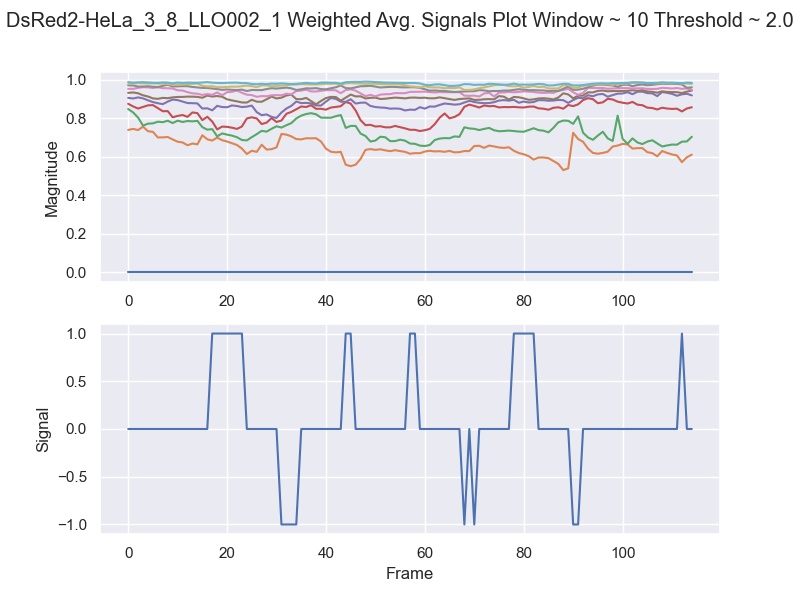 DsRed2-HeLa_3_8_LLO002_1 Weighted Avg. Signals Plot Window ~ 10 Threshold ~ 2.0
1.0
0.8
0.6
0.4
0.2
0.0
Magnitude
0 20 40 60 80 100
1.0
0.5
0.0
−0.5
−1.0
Signal
0 20 40 60 80 100
Frame